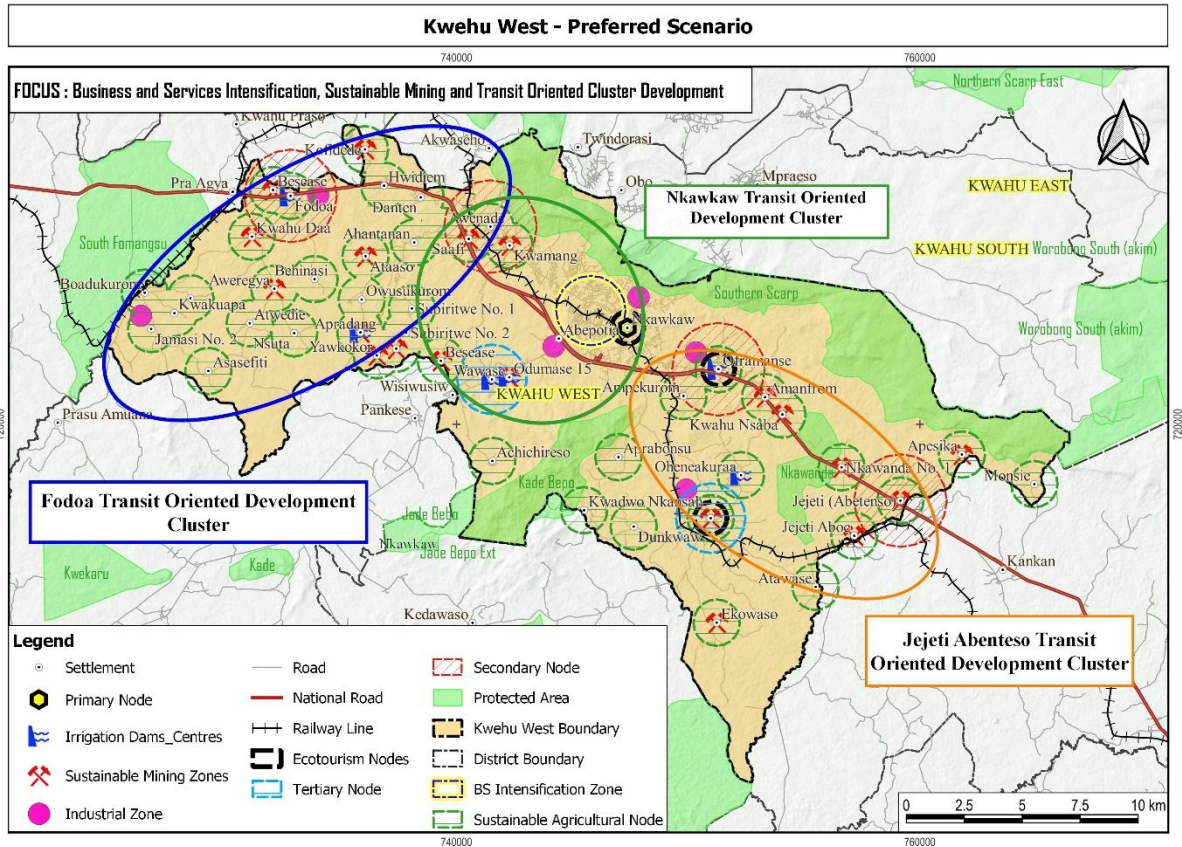 Kwehu West - Preferred Scenario
740000
760000
FOCUS : Business and Services Intensification, Sustainable Mining and Transit Oriented Cluster Development
Northern Scarp East
Kwahu Praso
Kofidede
Akwaseho
Twindorasi
Pra Agya
Besease
Hwidiem
Obo
Mpraeso
Fodoa
Danten
KWAHU EAST
Nkawkaw Transit Oriented
Development Cluster
South Fomangsu
Kwahu Daa
Ahantanan
Saafi
Kwamang
KWAHU SOUTH
Worobong South (akim)
Ataaso
Behinasi
Boadukurom
Aweregya
Owusukurom
Southern Scarp
Kwakuapa
Atwedie
Subiritwe No. 1
Nkawkaw
Worobong South (akim)
Jamasi No. 2
Nsuta
Apradang
Subiritwe No. 2
Abepotia
Yawkokor
Asasefiti
Besease
Otramanse
Wawase
Odumase 15
Wisiwusiw
KWAHU WEST
Ampekurom
Amanfrom
Prasu Amuana
Pankese
Kwahu Nsaba
720000
720000
Achichireso
Aprabonsu
Apesika
Oheneakuraa
Nkawanda
Nkawanda No. 1
Monsie
Kade Bepo
Fodoa Transit Oriented Development
Cluster
Kwadwo Nkansah
Jejeti (Abetenso)
Jade Bebo
Dunkwaw
Jejeti Abog
Nkawkaw
Jade Bepo Ext
Kwekaru
Kade
Kankan
Atawase
Kedawaso
Ekowaso
Jejeti Abenteso Transit
Oriented Development Cluster
Legend
Settlement
Primary Node
Irrigation Dams_Centres
Sustainable Mining Zones
Industrial Zone
Road
National Road
Railway Line
Ecotourism Nodes
Tertiary Node
Secondary Node
Protected Area
Kwehu West Boundary
District Boundary
BS Intensification Zone
Sustainable Agricultural Node
0 2.5 5 7.5 10 km
740000
760000